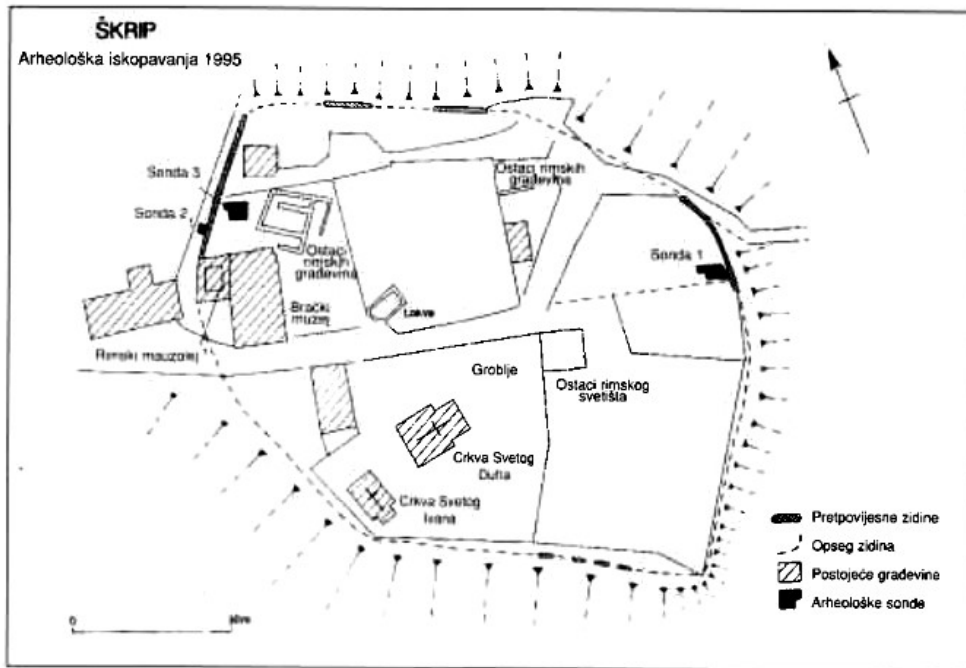 ŠKRIP
Arheološka iskopavanja 1995
Sonda 3
Sonda 2
Ostaci rimskih
građevina
Ostaci
rimskih
građevina
Brački
muzej
Lokva
Rimski mauzolej
Sonda 1
Groblje
Ostaci rimskog
svetišta
Crkva Svetog
Duha
Crkva Svetog
Ivana
Pretpovijesne zidine
Opseg zidina
Postojeće građevine
Arheološke sonde
0